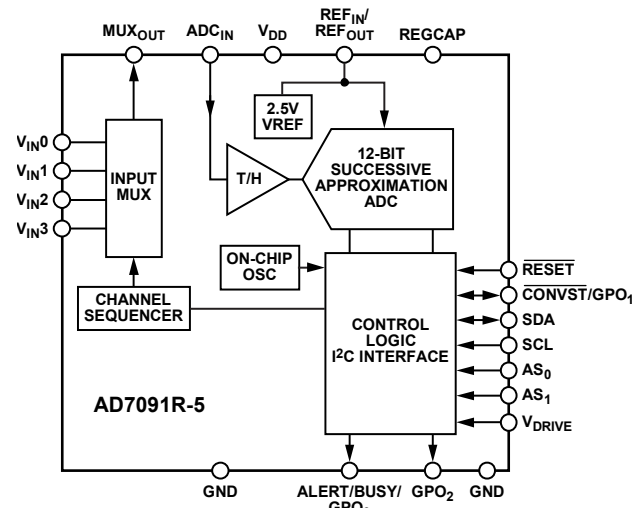 MUXOUT ADCIN VDD REFIN/
REFOUT REGCAP
2.5V
VREF
12-BIT
SUCCESSIVE
APPROXIMATION
ADC
T/H
VIN0
VIN1
VIN2
VIN3
INPUT
MUX
ON-CHIP
OSC
CHANNEL
SEQUENCER
CONTROL
LOGIC
I2C INTERFACE
RESET
CONVST/GPO1
SDA
SCL
AS0
AS1
VDRIVE
AD7091R-5
GND ALERT/BUSY/ GPO2 GND